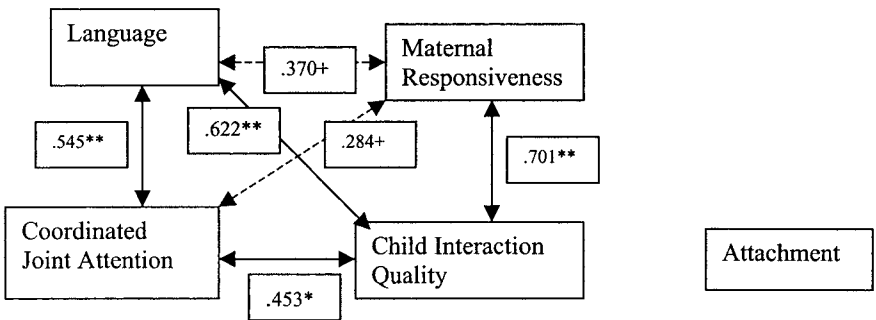 Language
Maternal
Responsiveness
.370+
.545**
.622**
.284+
.701**
Coordinated
Joint Attention
Child Interaction
Quality
Attachment
.453*